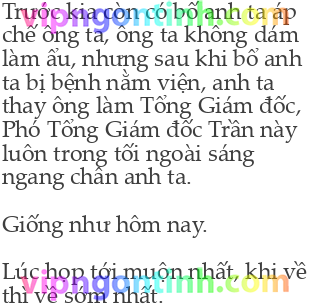 Trước kia còn có bố anh ta áp
chế ông ta, ông ta không dám
làm ẩu, nhưng sau khi bố anh
ta bị bệnh nằm viện, anh ta
thay ông làm Tổng Giám đốc,
Phó Tổng Giám đốc Trần này
luôn trong tối ngoài sáng
ngang chân anh ta.
Giống như hôm nay.
Lúc họp tới muộn nhất, khi về
thì về sớm nhất.
vipngontinh.com
vipngontinh.com